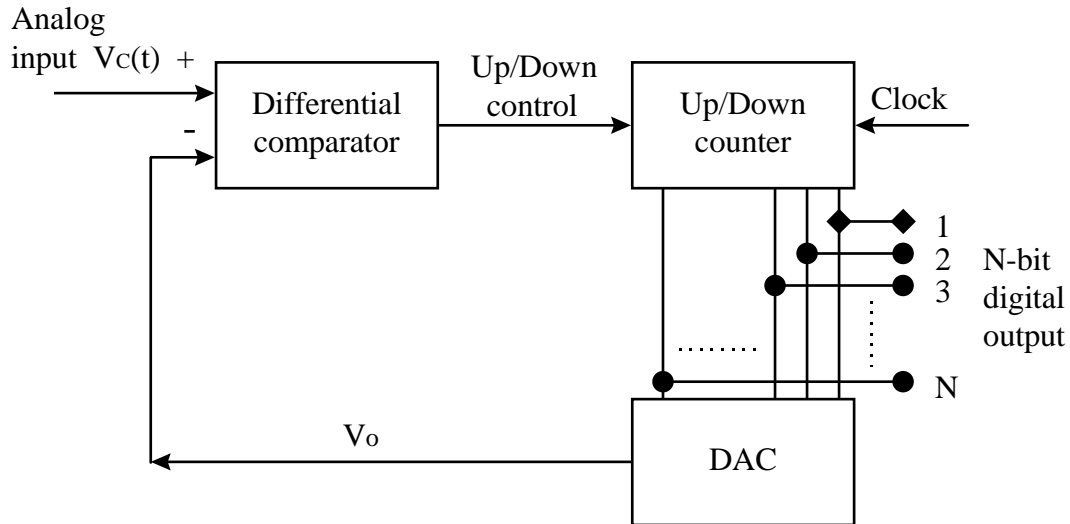 Analog
input Vc(t) +
-
Differential
comparator
Up/Down
control
Up/Down
counter
Clock
1
2
3
N
N-bit
digital
output
Vo
DAC